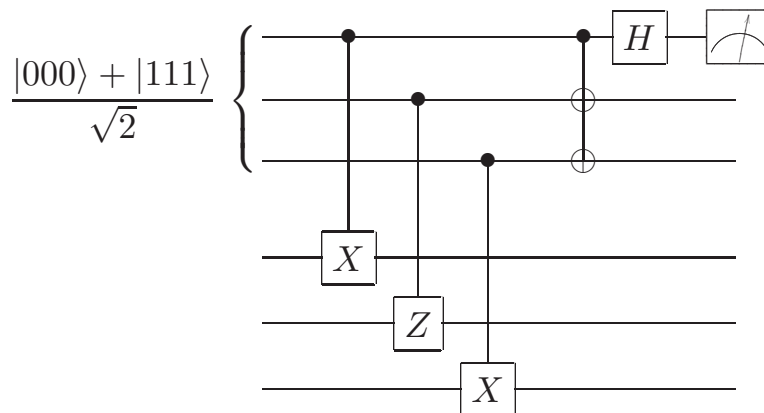 H
|000⟩ + |111⟩
√2
X
Z
X